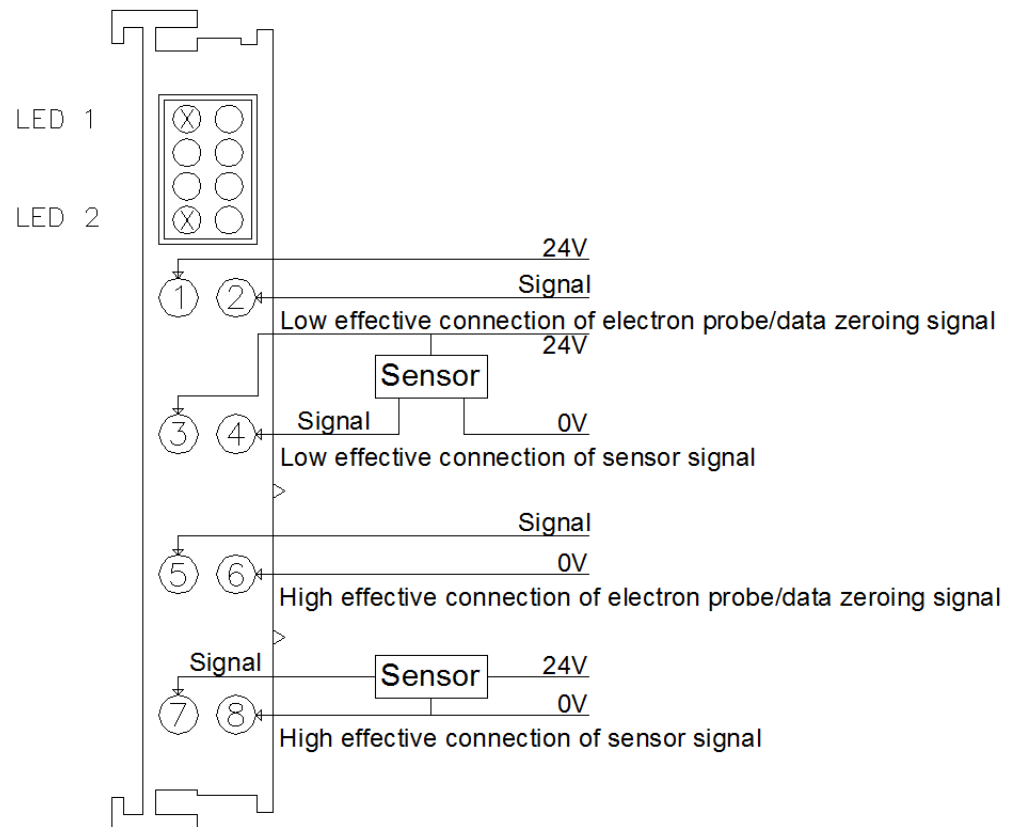 LED 1
LED 2
24V
1 2
Signal
Low effective connection of electron probe/data zeroing signal
24V
Sensor
Signal
0V
3 4
Low effective connection of sensor signal
Signal
0V
5 6
High effective connection of electron probe/data zeroing signal
Signal
Sensor
24V
0V
7 8
High effective connection of sensor signal